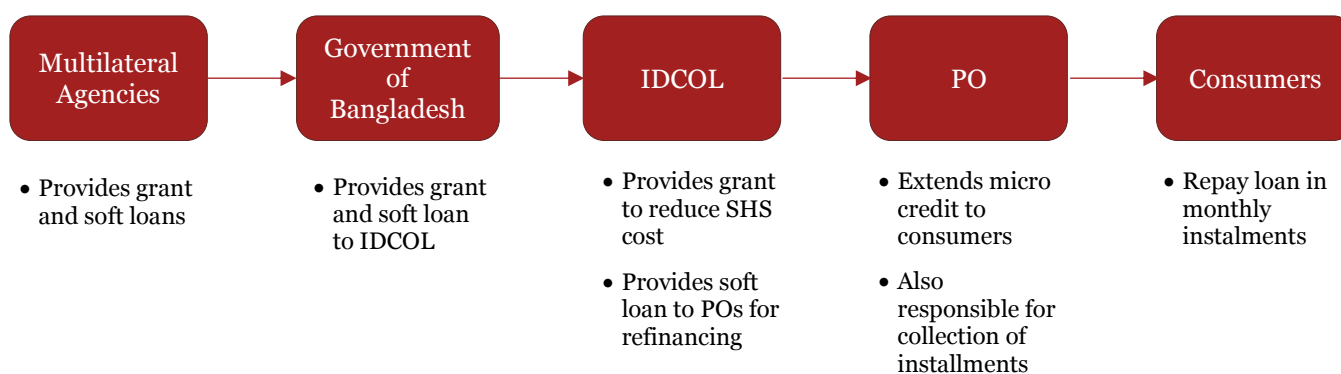 Multilateral
Agencies
Government
of
Bangladesh
IDCOL
PO
Consumers
• Provides grant
and soft loans
• Provides grant
and soft loan
to IDCOL
• Provides grant
to reduce SHS
cost
• Provides soft
loan to POs for
refinancing
• Extends micro
credit to
consumers
• Also
responsible for
collection of
installments
• Repay loan in
monthly
instalments